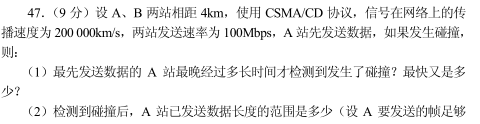 47.（9 分）设 A、B 两站相距 4km，使用 CSMA/CD 协议，信号在网络上的传
播速度为 200 000km/s，两站发送速率为 100Mbps，A 站先发送数据，如果发生碰撞，
则：
（1）最先发送数据的 A 站最晚经过多长时间才检测到发生了碰撞？最快又是多
少？
（2）检测到碰撞后，A 站已发送数据长度的范围是多少（设 A 要发送的帧足够